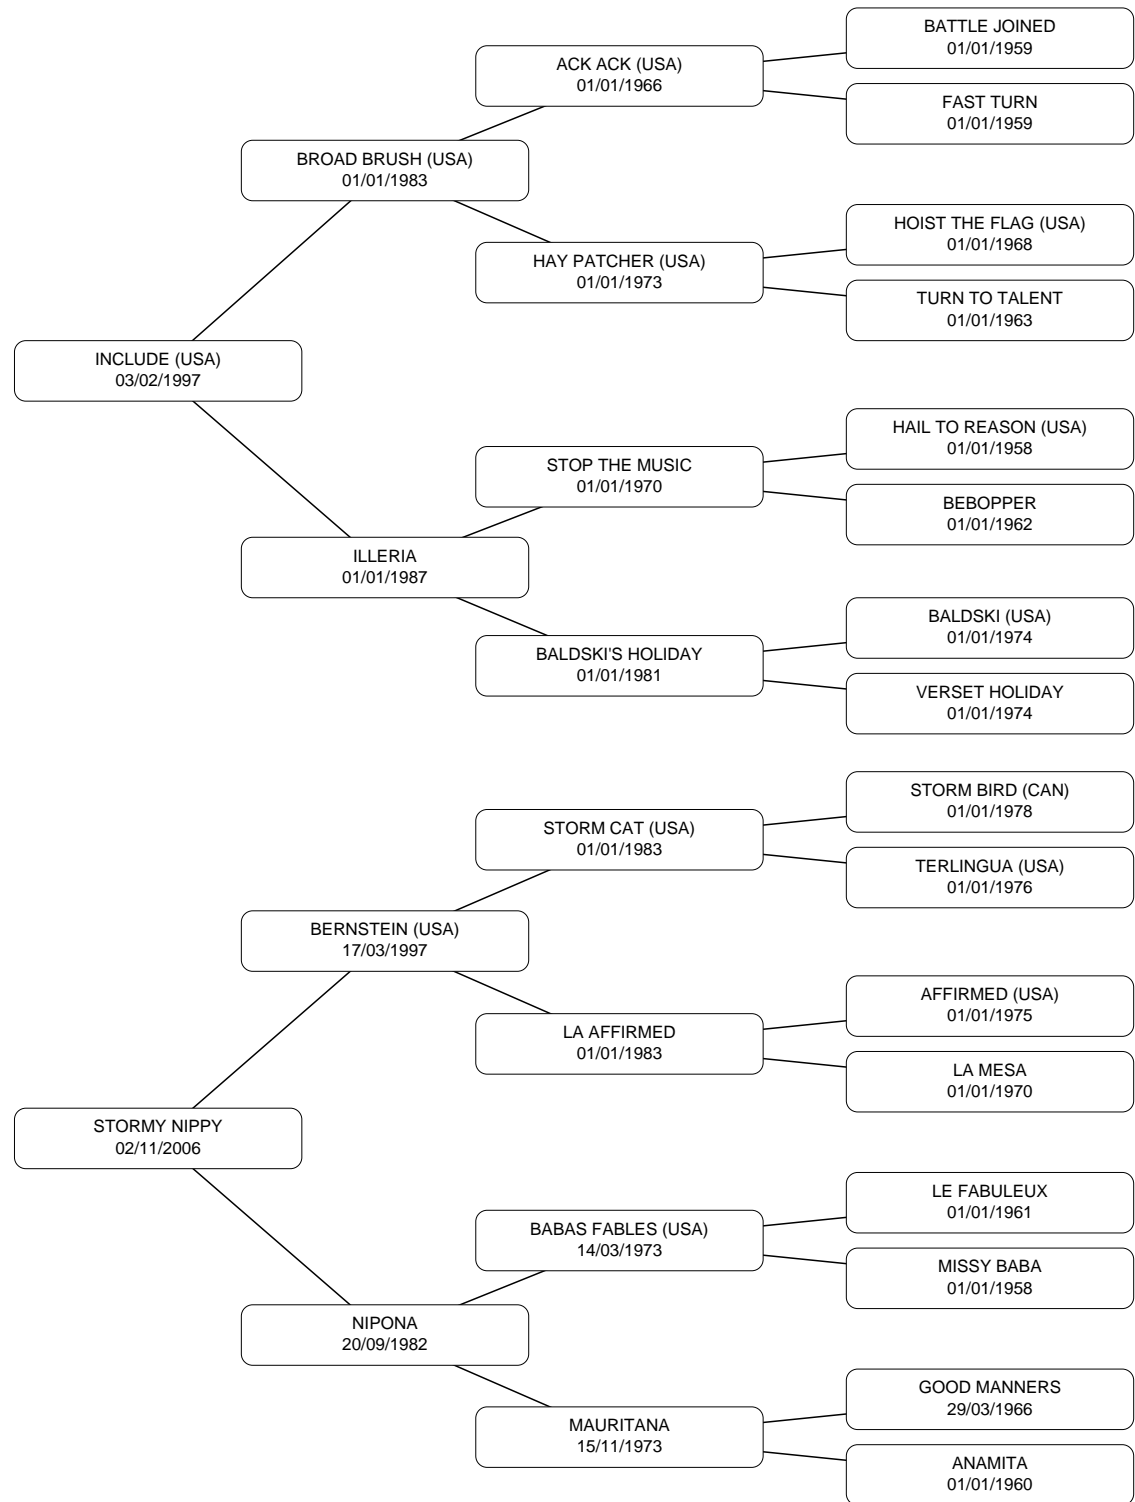 BATTLE JOINED
01/01/1959
ACK ACK (USA)
01/01/1966
FAST TURN
01/01/1959
BROAD BRUSH (USA)
01/01/1983
HOIST THE FLAG (USA)
01/01/1968
HAY PATCHER (USA)
01/01/1973
TURN TO TALENT
01/01/1963
INCLUDE (USA)
03/02/1997
HAIL TO REASON (USA)
01/01/1958
STOP THE MUSIC
01/01/1970
BEBOPPER
01/01/1962
ILLERIA
01/01/1987
BALDSKI (USA)
01/01/1974
BALDSKI'S HOLIDAY
01/01/1981
VERSET HOLIDAY
01/01/1974
STORM BIRD (CAN)
01/01/1978
STORM CAT (USA)
01/01/1983
TERLINGUA (USA)
01/01/1976
BERNSTEIN (USA)
17/03/1997
AFFIRMED (USA)
01/01/1975
LA AFFIRMED
01/01/1983
LA MESA
01/01/1970
STORMY NIPPY
02/11/2006
LE FABULEUX
01/01/1961
BABAS FABLES (USA)
14/03/1973
MISSY BABA
01/01/1958
NIPONA
20/09/1982
GOOD MANNERS
29/03/1966
MAURITANA
15/11/1973
ANAMITA
01/01/1960